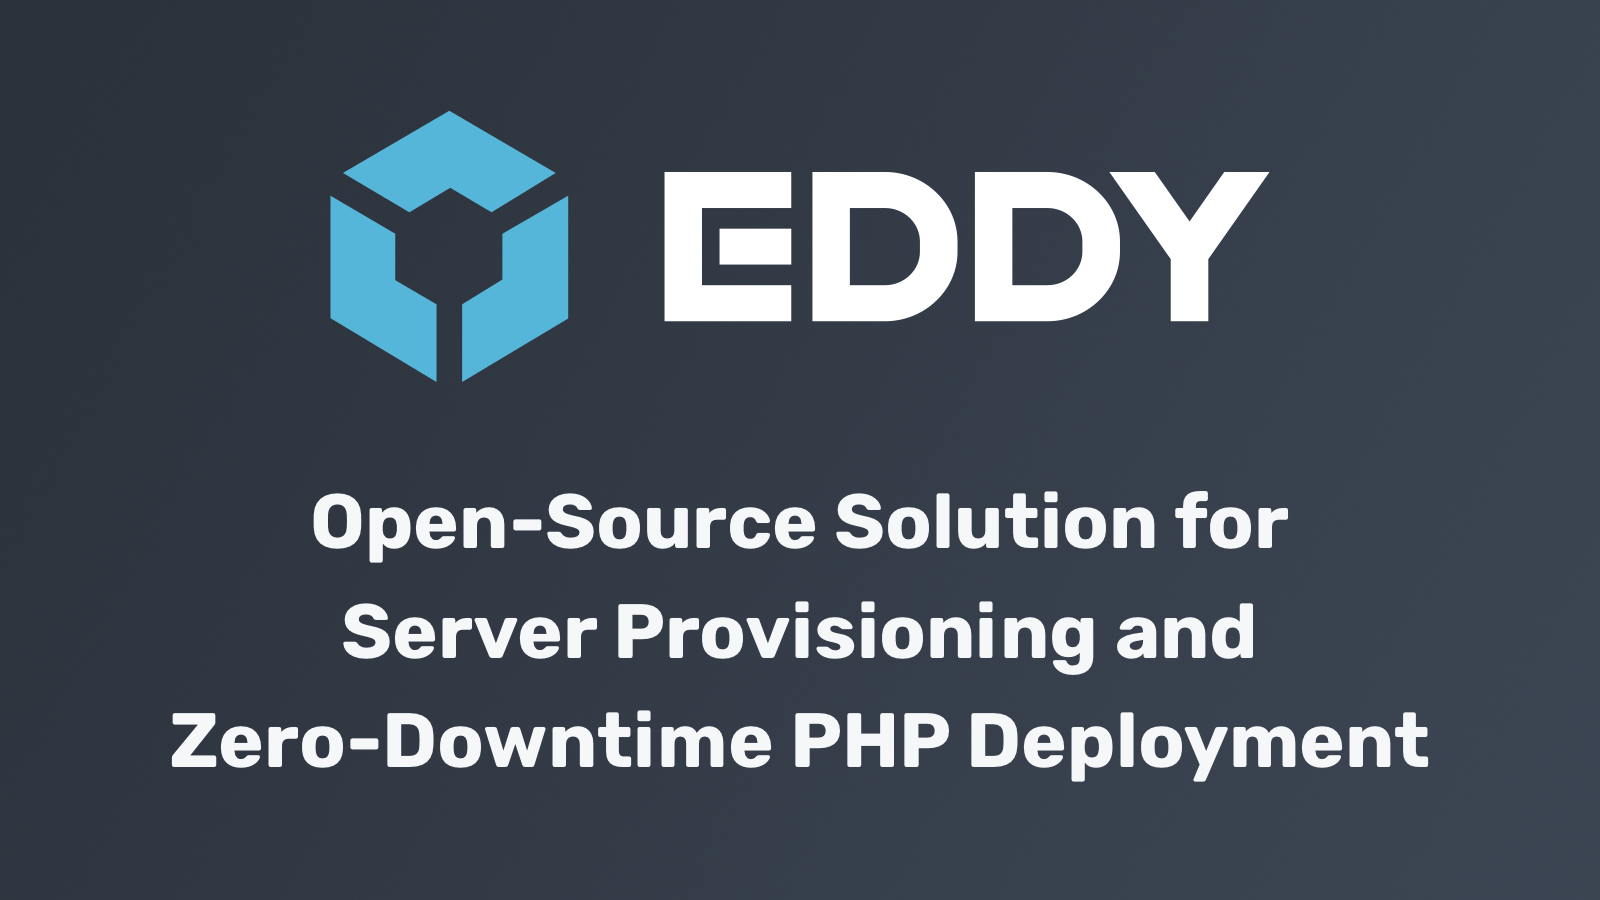 EDDY
Open-Source Solution for
Server Provisioning and
Zero-Downtime PHP Deployment